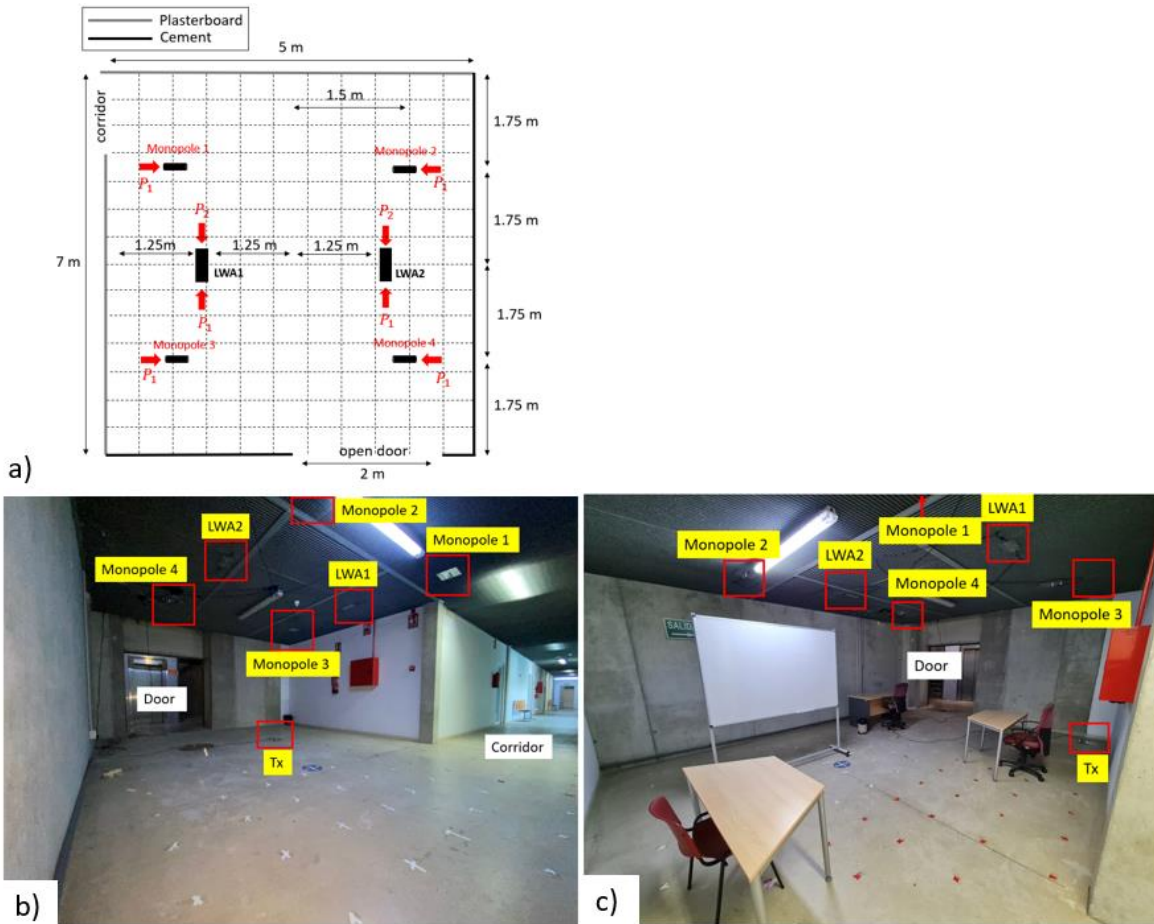 Plasterboard
Cement
5 m
1.5 m
corridor
1.75 m
Monopole 1
Monopole 2
P₁
P₁
1.75 m
P₂
P₂
1.25m
1.25m
1.25 m
7 m
LWA1
LWA2
P₁
P₁
1.75 m
Monopole 3
Monopole 4
P₁
P₁
1.75 m
open door
2 m
a)
Monopole 2
LWA2
Monopole 1
Monopole 4
LWA1
Monopole 3
Door
Corridor
Tx
b)
LWA1
Monopole 1
Monopole 2
LWA2
Monopole 4
Monopole 3
SALID
Door
Tx
c)